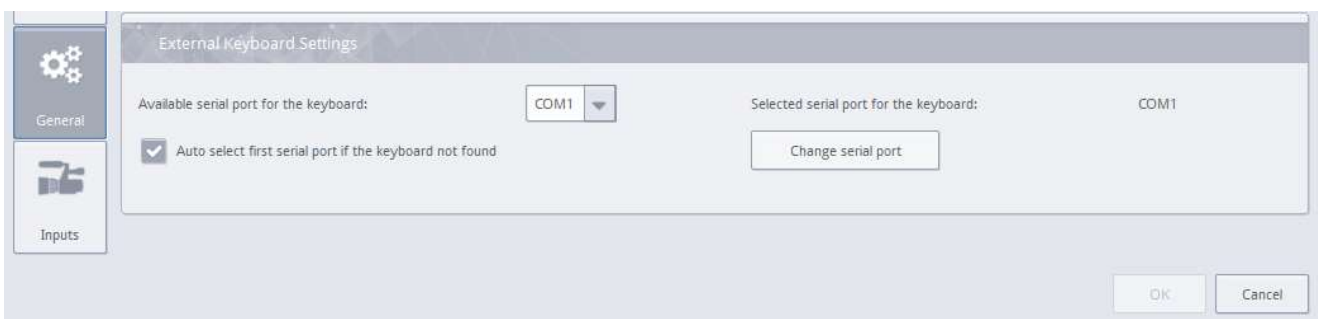 External Keyboard Settings
General
Available serial port for the keyboard:
COM1
Selected serial port for the keyboard:
COM1
Auto select first serial port if the keyboard not found
Change serial port
Inputs
OK
Cancel